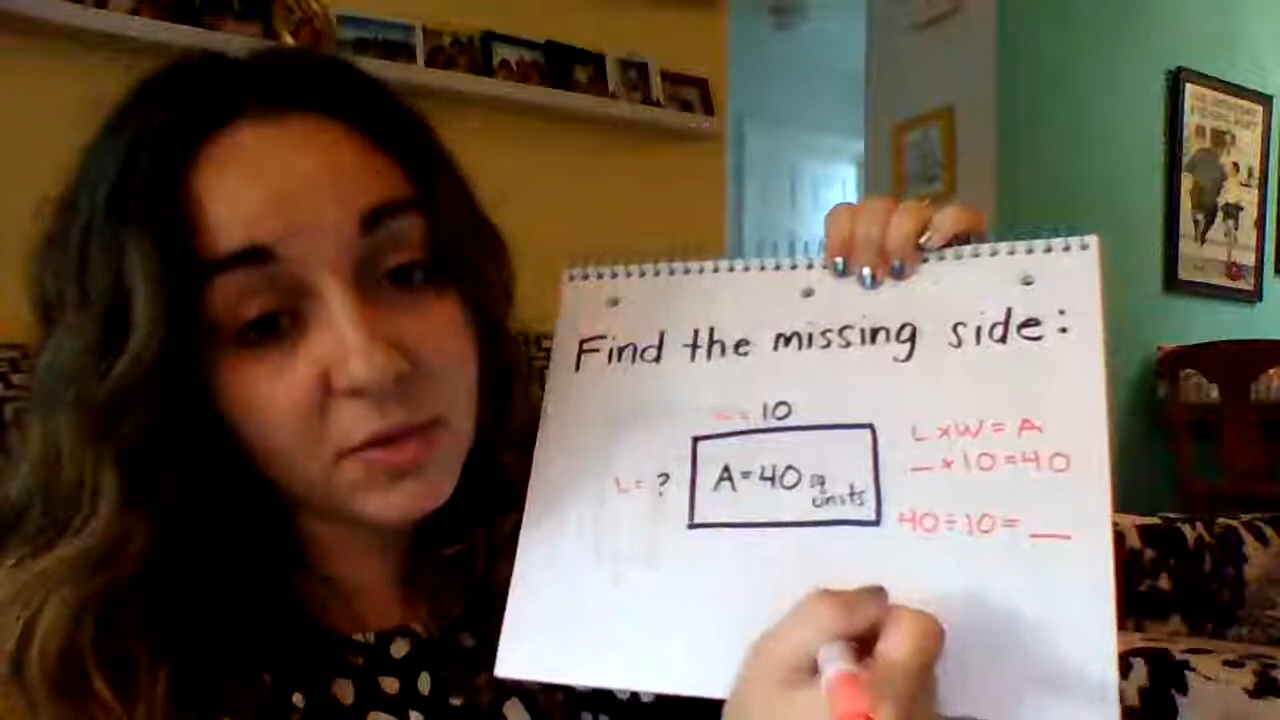 Find the missing side:
= 10
L = ?
A = 40 sq
units
L x W = A
_ x 10 = 40
40 ÷ 10 = __